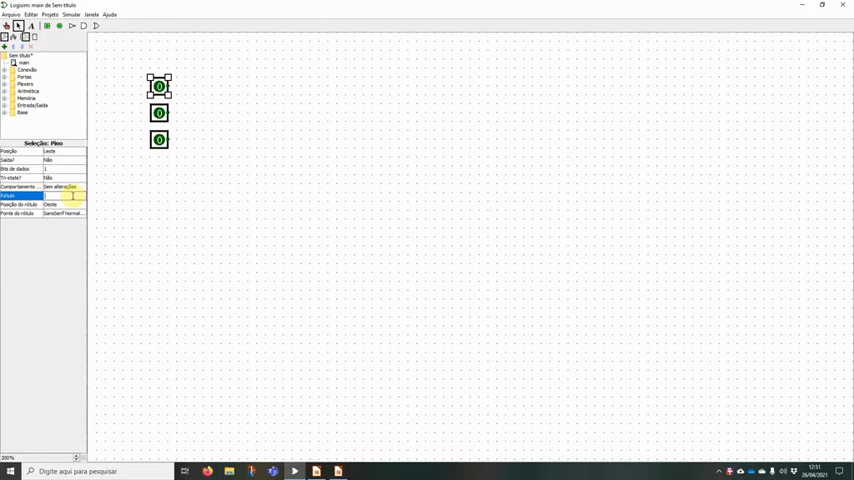 Logisim: main de Sem título
Arquivo Editar Projeto Simular Janela Ajuda
A
Sem título*
main
Conexão
Portas
Plexers
Aritmética
Memória
Entrada/Saída
Base
Seleção: Pino
Posição Leste
Saída? Não
Bits de dados 1
Tri-state? Não
Comportamento ... Sem alterações
Rótulo
Posição do rótulo Oeste
Fonte do rótulo SansSerif Normal...
0
0
0
200%
Digite aqui para pesquisar
12:51
26/04/2021